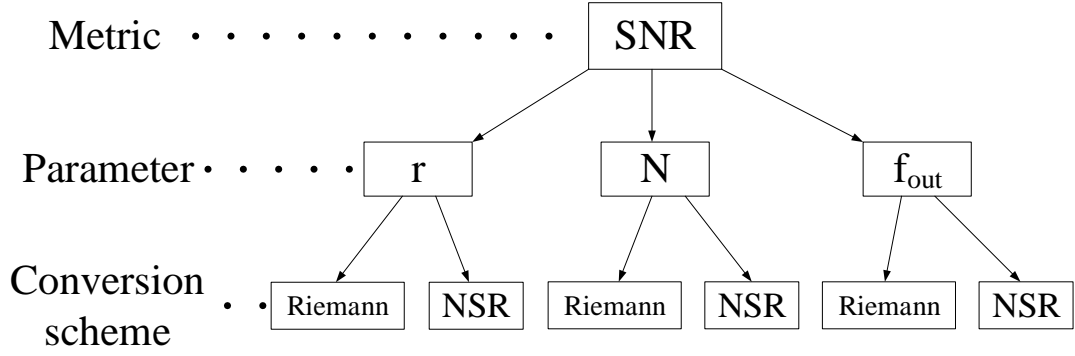 Metric SNR
Parameter r N f_out
Conversion scheme Riemann NSR Riemann NSR Riemann NSR